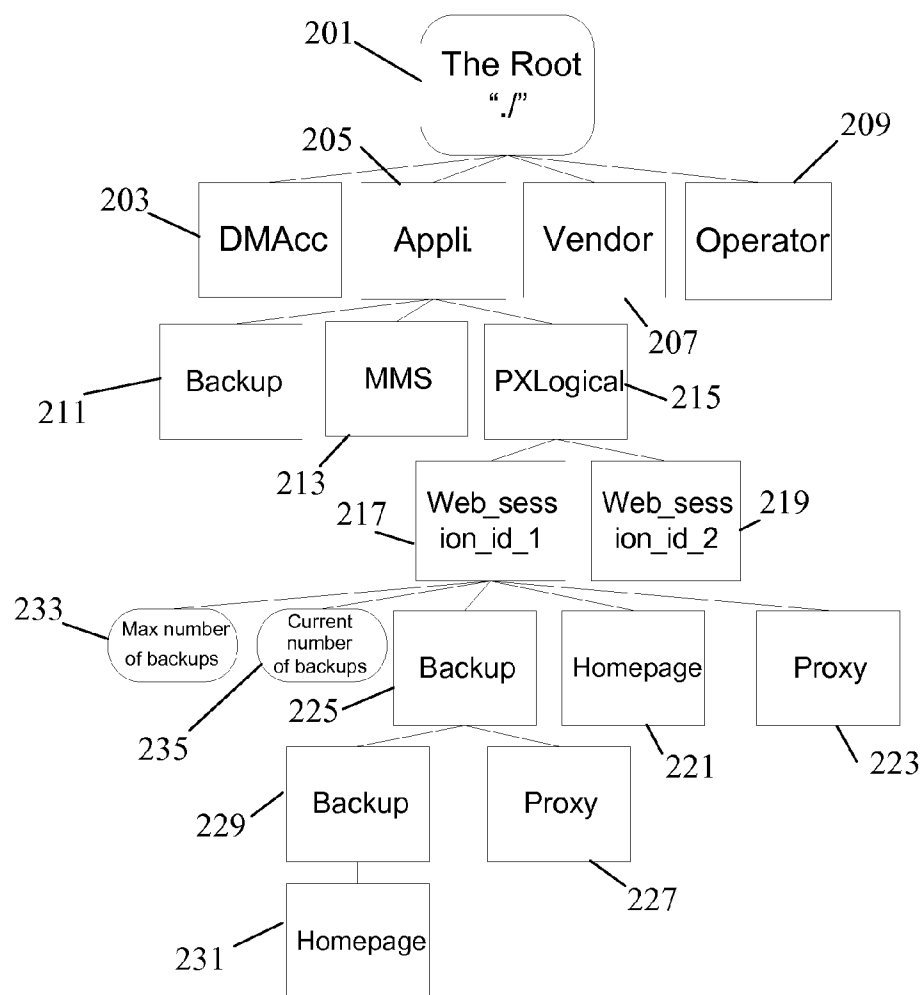 201
The Root
“./”
205
209
203
DMAcc
Appli.
Vendor
Operator
207
Backup
MMS
PXLogical
215
211
213
217
Web_sess
ion_id_1
Web_sess
ion_id_2
219
233
Max number
of backups
Current
number
of backups
Backup
Homepage
Proxy
225
235
221
223
229
Backup
Proxy
227
231
Homepage